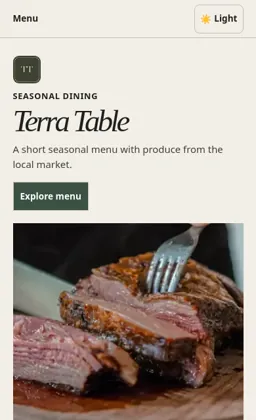 Menu
☀️ Light
TT
SEASONAL DINING
Terra Table
A short seasonal menu with produce from the
local market.
Explore menu